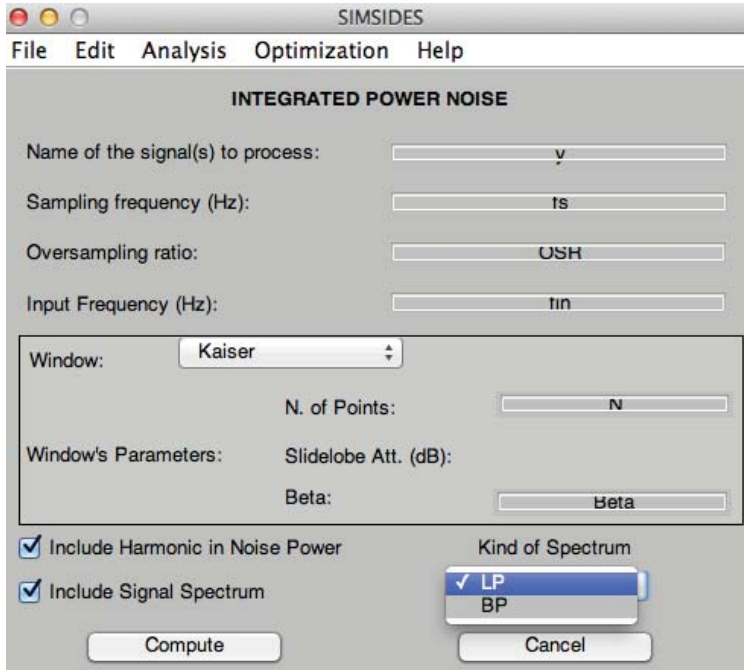 SIMSIDES
File Edit Analysis Optimization Help
INTEGRATED POWER NOISE
Name of the signal(s) to process: y
Sampling frequency (Hz): fs
Oversampling ratio: OSR
Input Frequency (Hz): fin
Window: Kaiser
N. of Points: N
Window's Parameters: Slidelobe Att. (dB):
Beta: Beta
Include Harmonic in Noise Power Kind of Spectrum
Include Signal Spectrum ✓ LP
BP
Compute Cancel